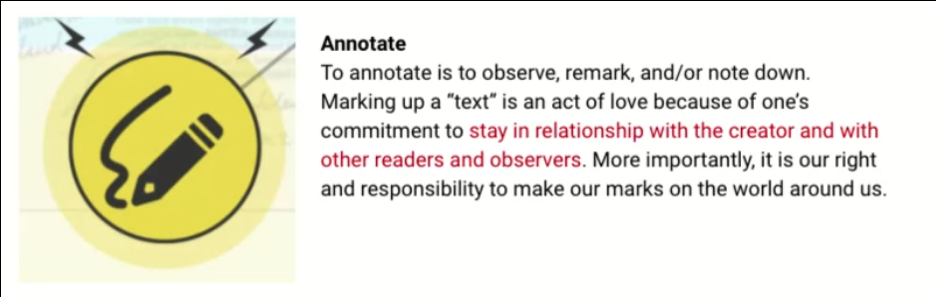 Annotate
To annotate is to observe, remark, and/or note down.
Marking up a “text” is an act of love because of one’s
commitment to stay in relationship with the creator and with
other readers and observers. More importantly, it is our right
and responsibility to make our marks on the world around us.